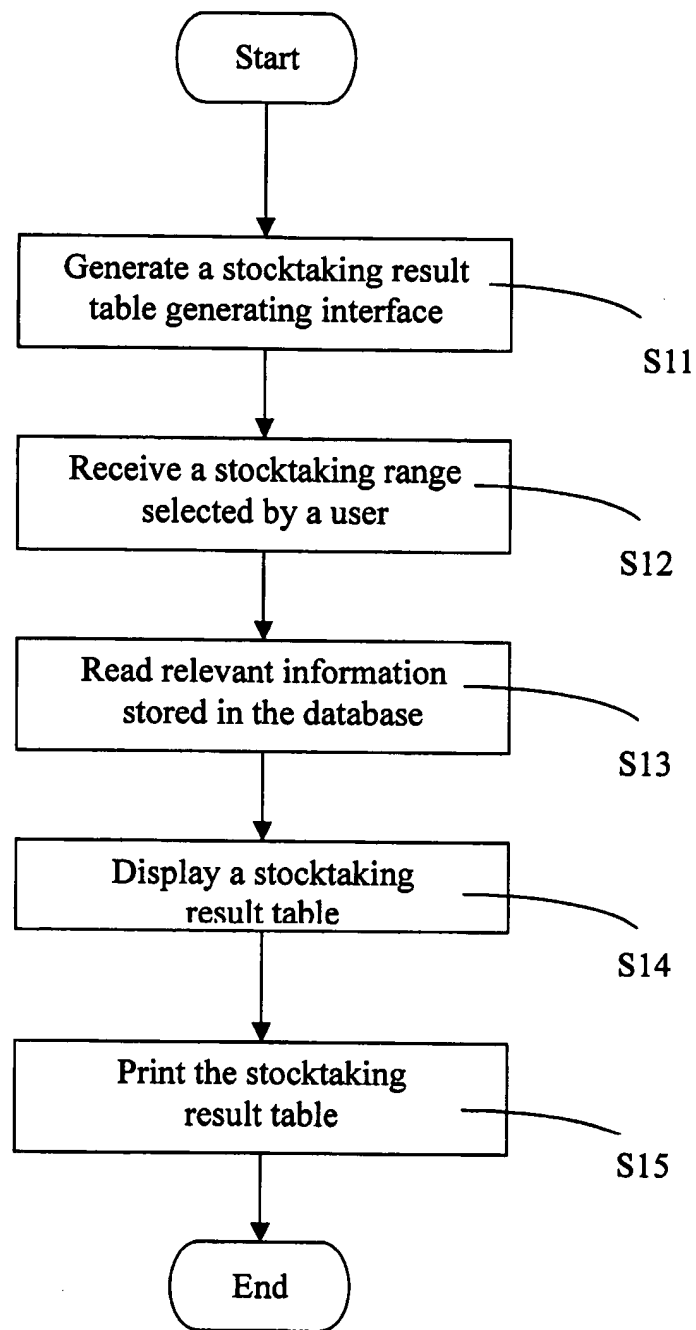 Start
Generate a stocktaking result
table generating interface
S11
Receive a stocktaking range
selected by a user
S12
Read relevant information
stored in the database
S13
Display a stocktaking
result table
S14
Print the stocktaking
result table
S15
End